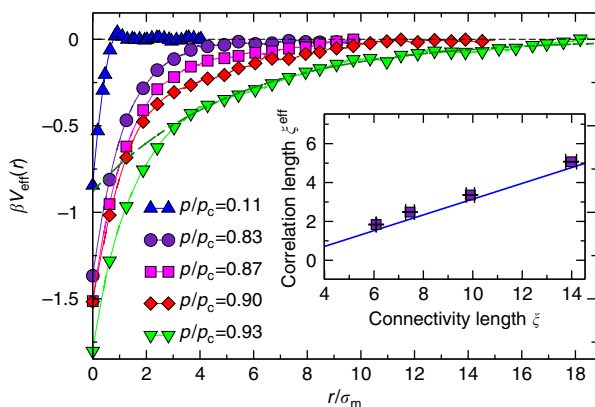 0
−0.5
−1
−1.5
βV_eff(r)
p/p_c=0.11
p/p_c=0.83
p/p_c=0.87
p/p_c=0.90
p/p_c=0.93
0 2 4 6 8 10 12 14 16 18
r/σ_m
6
4
2
0
Correlation length ξ^eff
4 6 8 10 12 14
Connectivity length ξ